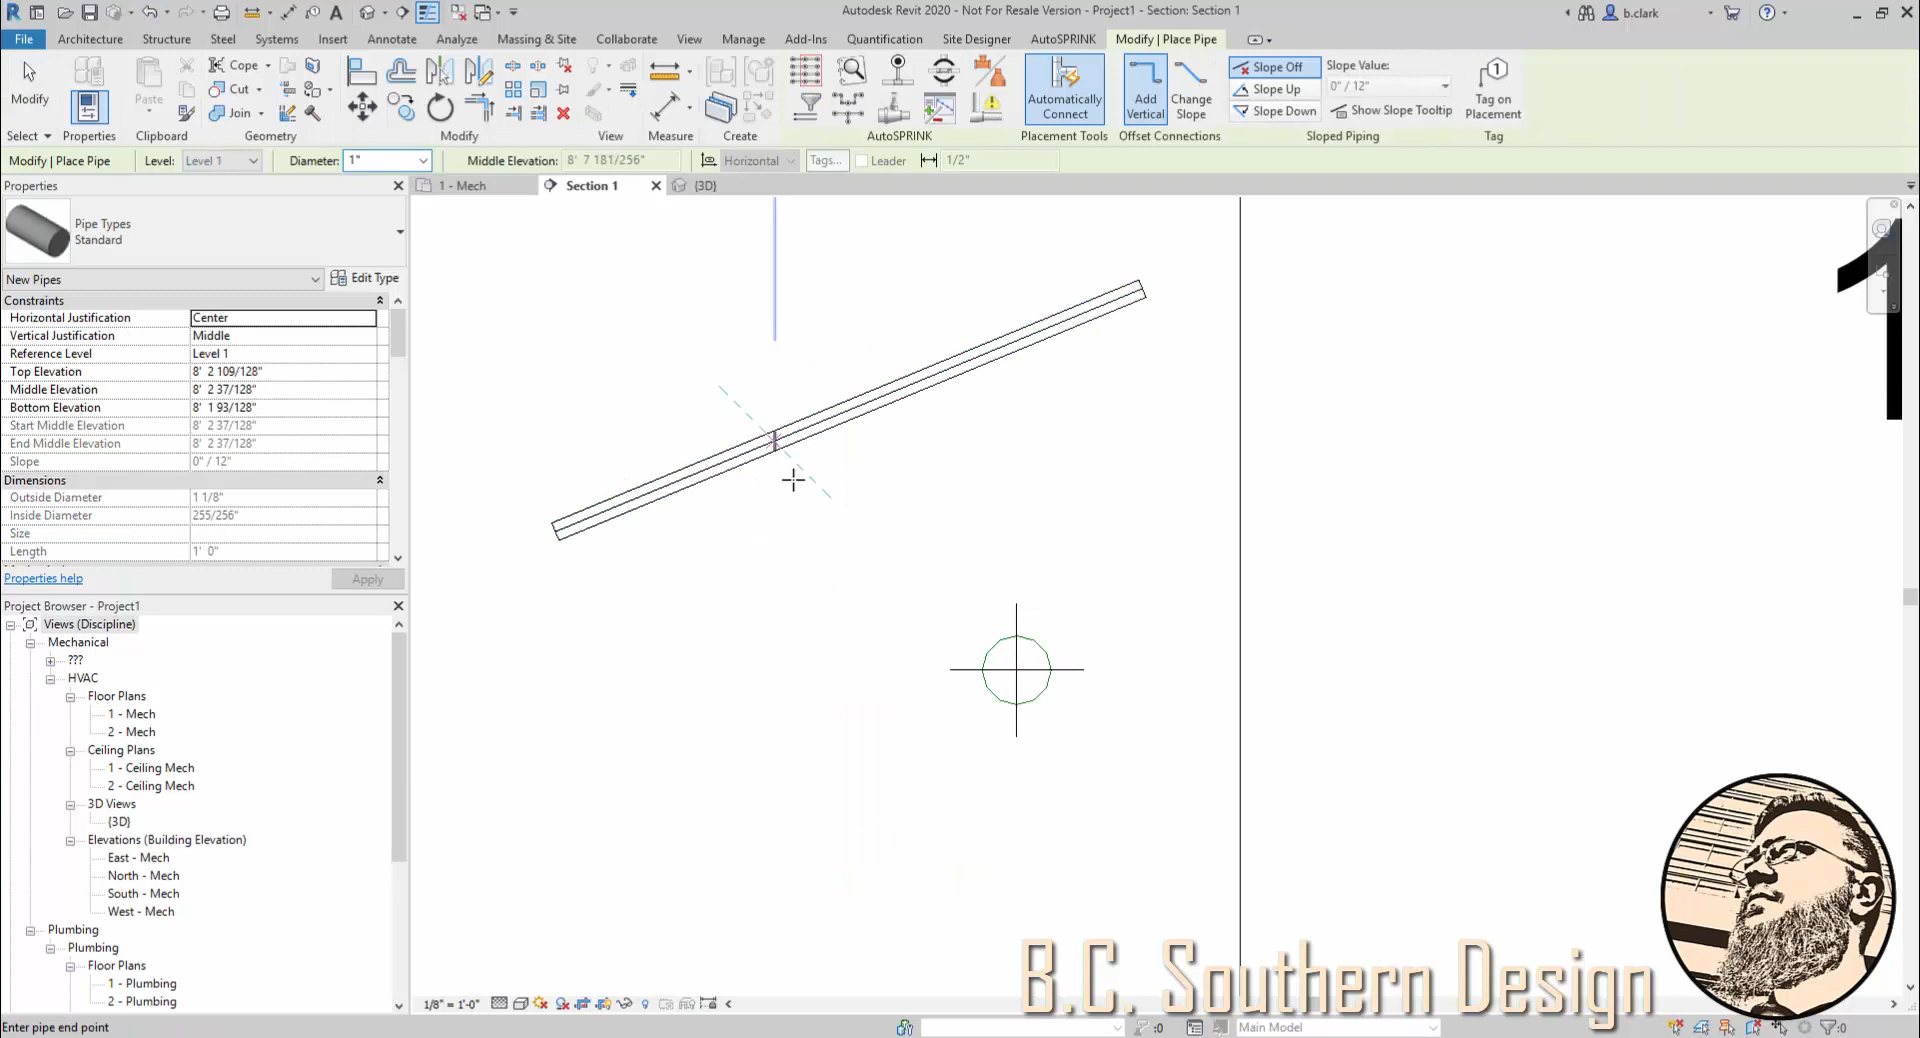 Autodesk Revit 2020 - Not For Resale Version - Project1 - Section: Section 1
b.clark
File Architecture Structure Steel Systems Insert Annotate Analyze Massing & Site Collaborate View Manage Add-Ins Quantification Site Designer AutoSPRINK Modify | Place Pipe
Modify
Paste
Cope
Cut
Join
Automatically Connect
Add Vertical
Change Slope
Slope Off
Slope Up
Slope Down
Slope Value:
0" / 12"
Show Slope Tooltip
Tag on Placement
Select Properties Clipboard Geometry Modify View Measure Create AutoSPRINK Placement Tools Offset Connections Sloped Piping Tag
Modify | Place Pipe Level: Level 1 Diameter: 1" Middle Elevation: 8' 7 181/256" Horizontal Tags... Leader 1/2"
Properties
1 - Mech Section 1 {3D}
Pipe Types
Standard
New Pipes Edit Type
Constraints
Horizontal Justification Center
Vertical Justification Middle
Reference Level Level 1
Top Elevation 8' 2 109/128"
Middle Elevation 8' 2 37/128"
Bottom Elevation 8' 1 93/128"
Start Middle Elevation 8' 2 37/128"
End Middle Elevation 8' 2 37/128"
Slope 0" / 12"
Dimensions
Outside Diameter 1 1/8"
Inside Diameter 255/256"
Size
Length 1' 0"
Properties help Apply
Project Browser - Project1
Views (Discipline)
Mechanical
???
HVAC
Floor Plans
1 - Mech
2 - Mech
Ceiling Plans
1 - Ceiling Mech
2 - Ceiling Mech
3D Views
{3D}
Elevations (Building Elevation)
East - Mech
North - Mech
South - Mech
West - Mech
Plumbing
Plumbing
Floor Plans
1 - Plumbing
2 - Plumbing
1
B.C. Southern Design
1/8" = 1'-0"
Enter pipe end point
:0
Main Model
:0